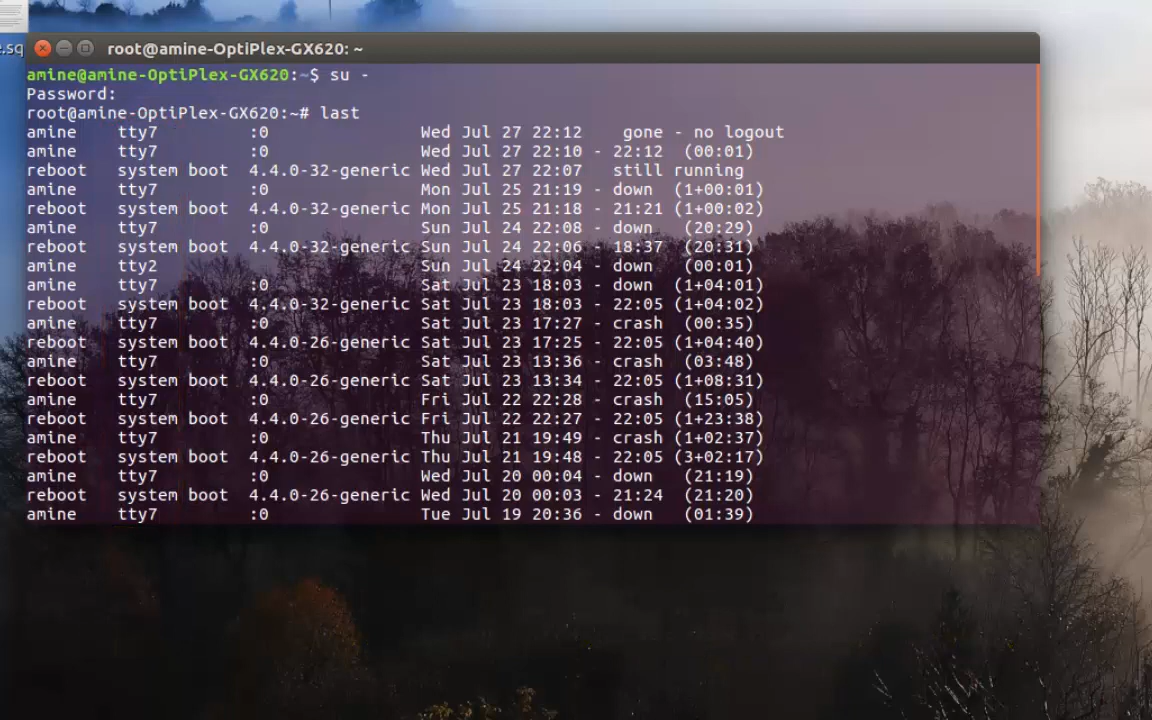 .sq
root@amine-OptiPlex-GX620: ~
amine@amine-OptiPlex-GX620:~$ su -
Password:
root@amine-OptiPlex-GX620:~# last
amine    tty7         :0               Wed Jul 27 22:12    gone - no logout
amine    tty7         :0               Wed Jul 27 22:10 - 22:12  (00:01)
reboot   system boot  4.4.0-32-generic Wed Jul 27 22:07   still running
amine    tty7         :0               Mon Jul 25 21:19 - down  (1+00:01)
reboot   system boot  4.4.0-32-generic Mon Jul 25 21:18 - 21:21 (1+00:02)
amine    tty7         :0               Sun Jul 24 22:08 - down   (20:29)
reboot   system boot  4.4.0-32-generic Sun Jul 24 22:06 - 18:37  (20:31)
amine    tty2                          Sun Jul 24 22:04 - down   (00:01)
amine    tty7         :0               Sat Jul 23 18:03 - down  (1+04:01)
reboot   system boot  4.4.0-32-generic Sat Jul 23 18:03 - 22:05 (1+04:02)
amine    tty7         :0               Sat Jul 23 17:27 - crash  (00:35)
reboot   system boot  4.4.0-26-generic Sat Jul 23 17:25 - 22:05 (1+04:40)
amine    tty7         :0               Sat Jul 23 13:36 - crash  (03:48)
reboot   system boot  4.4.0-26-generic Sat Jul 23 13:34 - 22:05 (1+08:31)
amine    tty7         :0               Fri Jul 22 22:28 - crash  (15:05)
reboot   system boot  4.4.0-26-generic Fri Jul 22 22:27 - 22:05 (1+23:38)
amine    tty7         :0               Thu Jul 21 19:49 - crash (1+02:37)
reboot   system boot  4.4.0-26-generic Thu Jul 21 19:48 - 22:05 (3+02:17)
amine    tty7         :0               Wed Jul 20 00:04 - down   (21:19)
reboot   system boot  4.4.0-26-generic Wed Jul 20 00:03 - 21:24  (21:20)
amine    tty7         :0               Tue Jul 19 20:36 - down   (01:39)